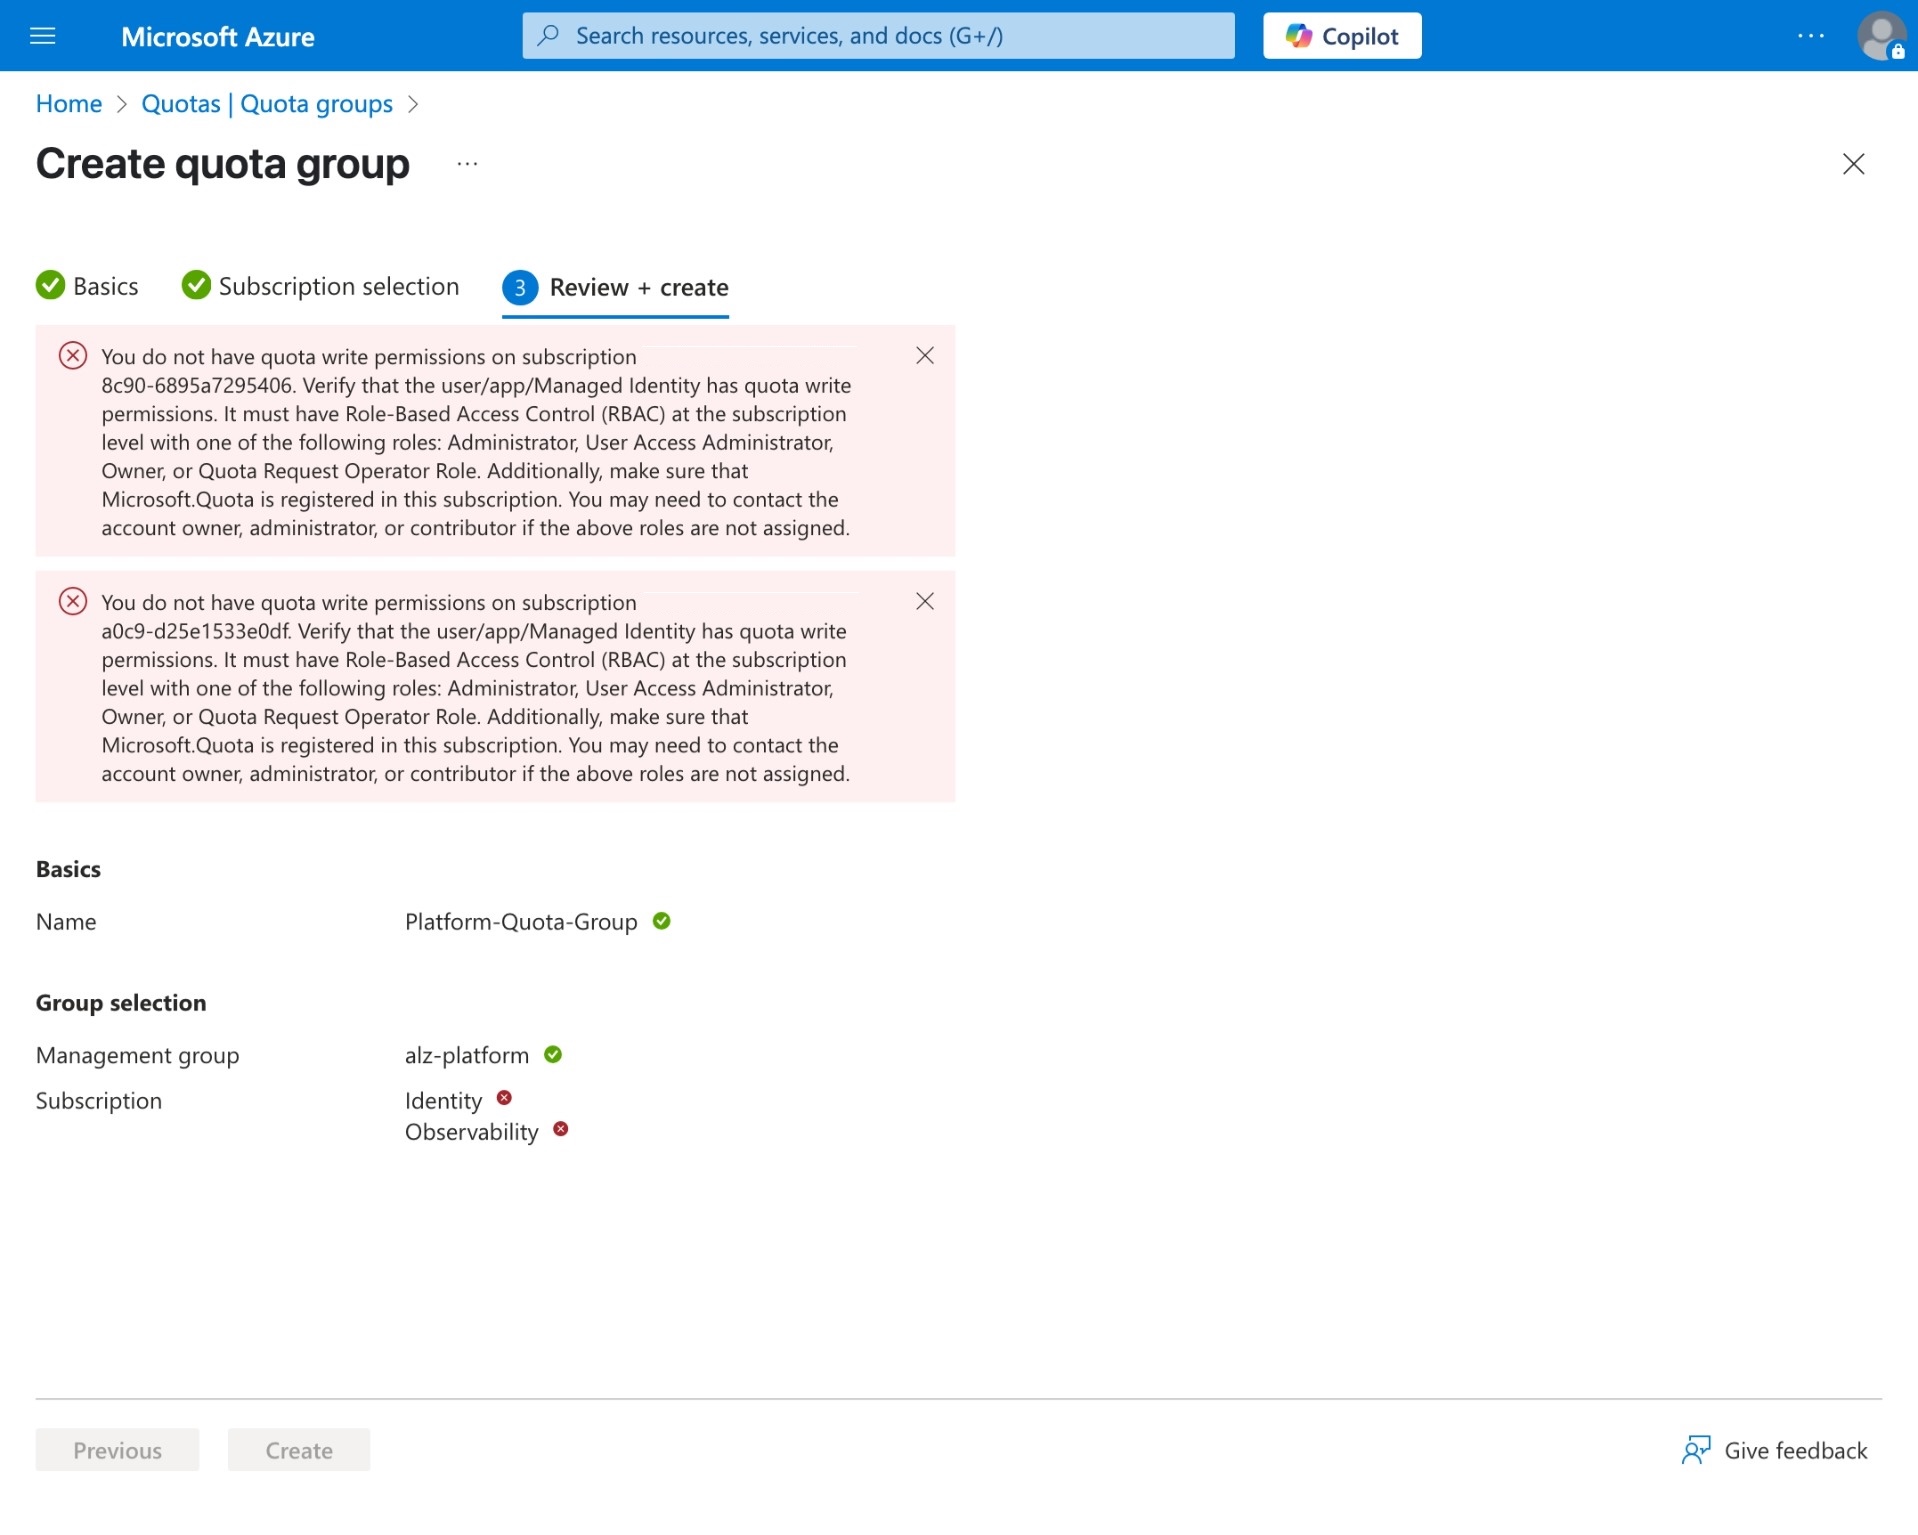 Microsoft Azure
Search resources, services, and docs (G+/)
Copilot
Home > Quotas | Quota groups >
Create quota group ...
Basics
Subscription selection
3 Review + create
You do not have quota write permissions on subscription
8c90-6895a7295406. Verify that the user/app/Managed Identity has quota write
permissions. It must have Role-Based Access Control (RBAC) at the subscription
level with one of the following roles: Administrator, User Access Administrator,
Owner, or Quota Request Operator Role. Additionally, make sure that
Microsoft.Quota is registered in this subscription. You may need to contact the
account owner, administrator, or contributor if the above roles are not assigned.
You do not have quota write permissions on subscription
a0c9-d25e1533e0df. Verify that the user/app/Managed Identity has quota write
permissions. It must have Role-Based Access Control (RBAC) at the subscription
level with one of the following roles: Administrator, User Access Administrator,
Owner, or Quota Request Operator Role. Additionally, make sure that
Microsoft.Quota is registered in this subscription. You may need to contact the
account owner, administrator, or contributor if the above roles are not assigned.
Basics
Name Platform-Quota-Group
Group selection
Management group alz-platform
Subscription Identity
Observability
Previous
Create
Give feedback